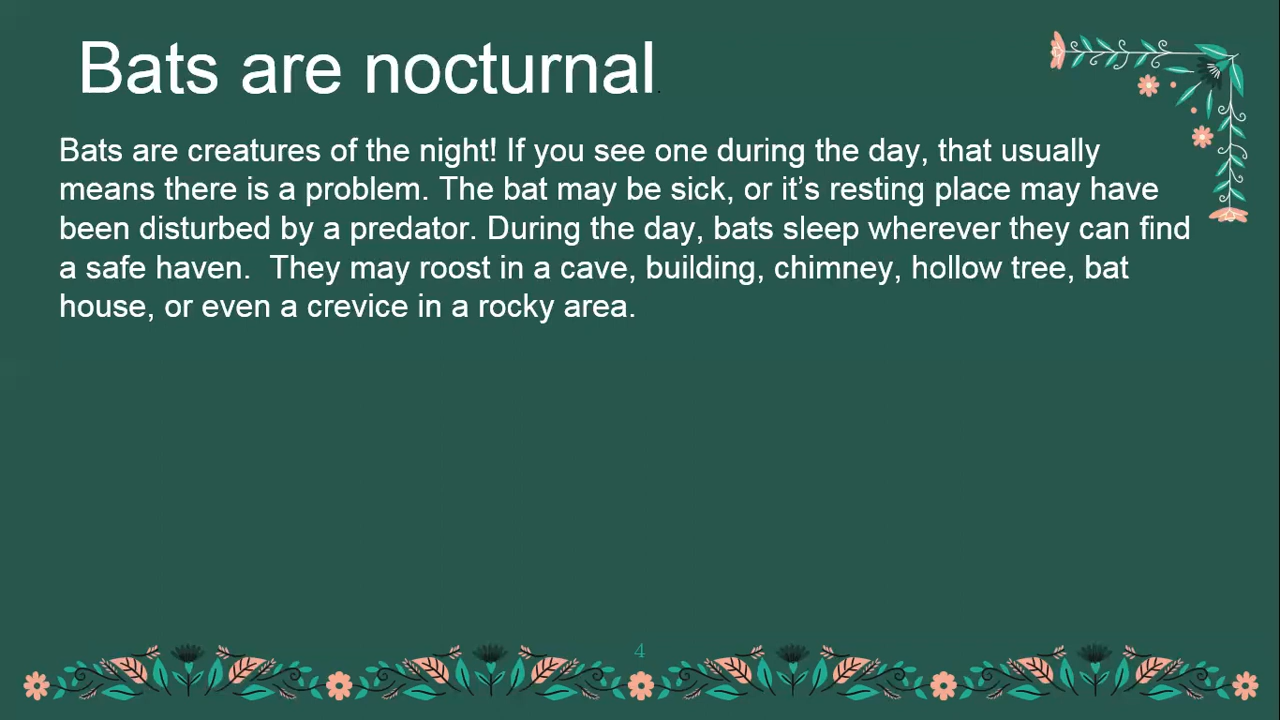 Bats are nocturnal.
Bats are creatures of the night! If you see one during the day, that usually
means there is a problem. The bat may be sick, or it’s resting place may have
been disturbed by a predator. During the day, bats sleep wherever they can find
a safe haven.  They may roost in a cave, building, chimney, hollow tree, bat
house, or even a crevice in a rocky area.
4